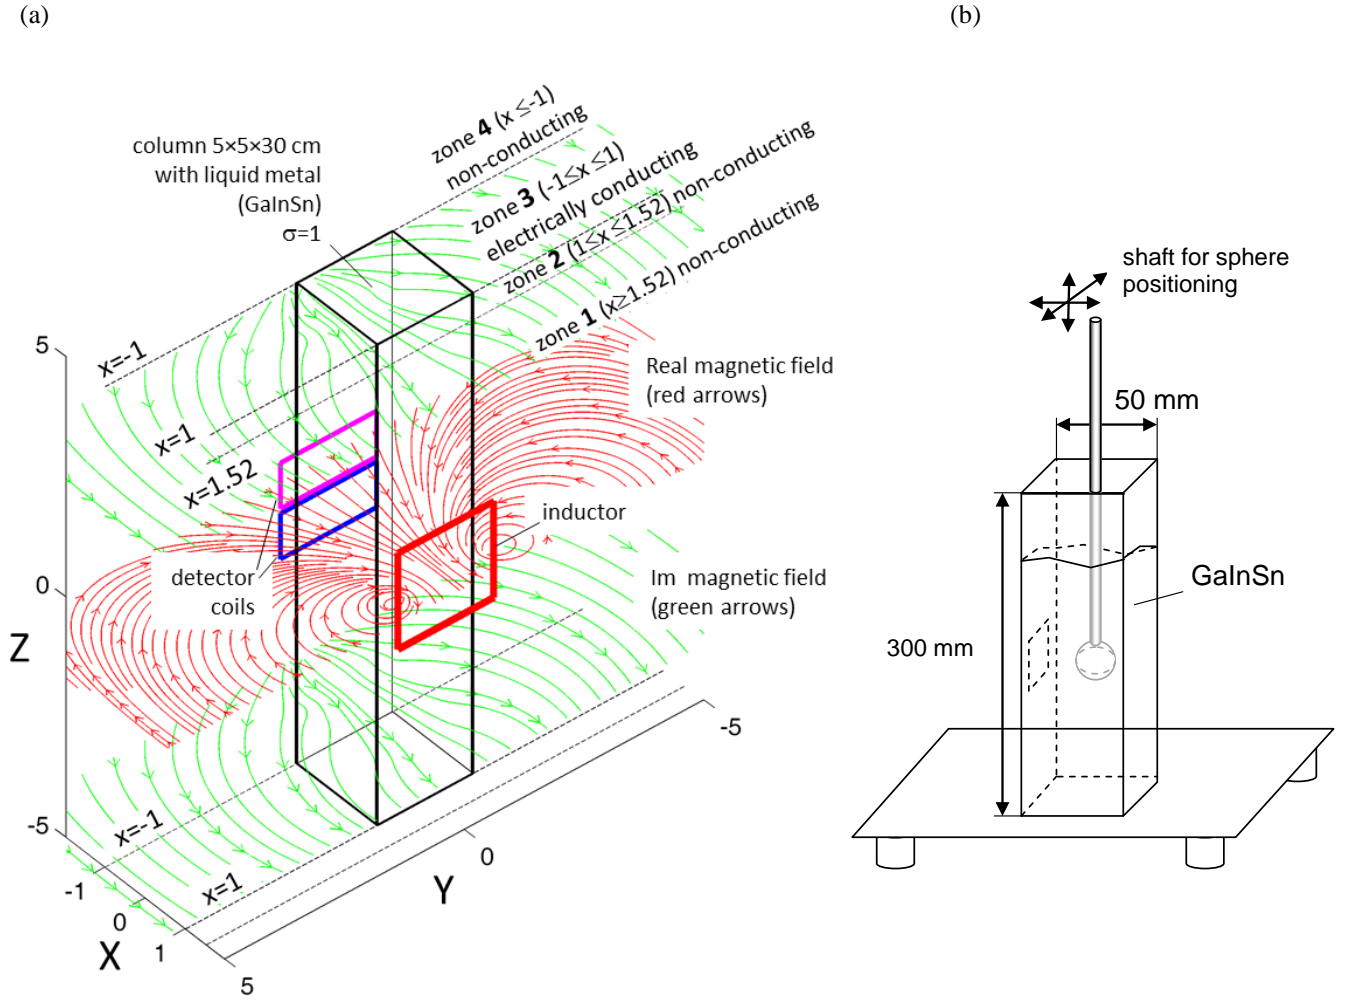 (a)
(b)
zone 4 (x ≤-1)
non-conducting
column 5×5×30 cm
with liquid metal
(GaInSn)
σ=1
zone 3 (-1≤x ≤1)
electrically conducting
zone 2 (1≤x ≤1.52) non-conducting
zone 1 (x≥1.52) non-conducting
shaft for sphere
positioning
5
x=-1
Real magnetic field
(red arrows)
50 mm
x=1
x=1.52
inductor
detector
coils
Im  magnetic field
(green arrows)
GaInSn
0
Z
300 mm
-5
-5
x=-1
0
x=1
Y
-1
0
X
1
5